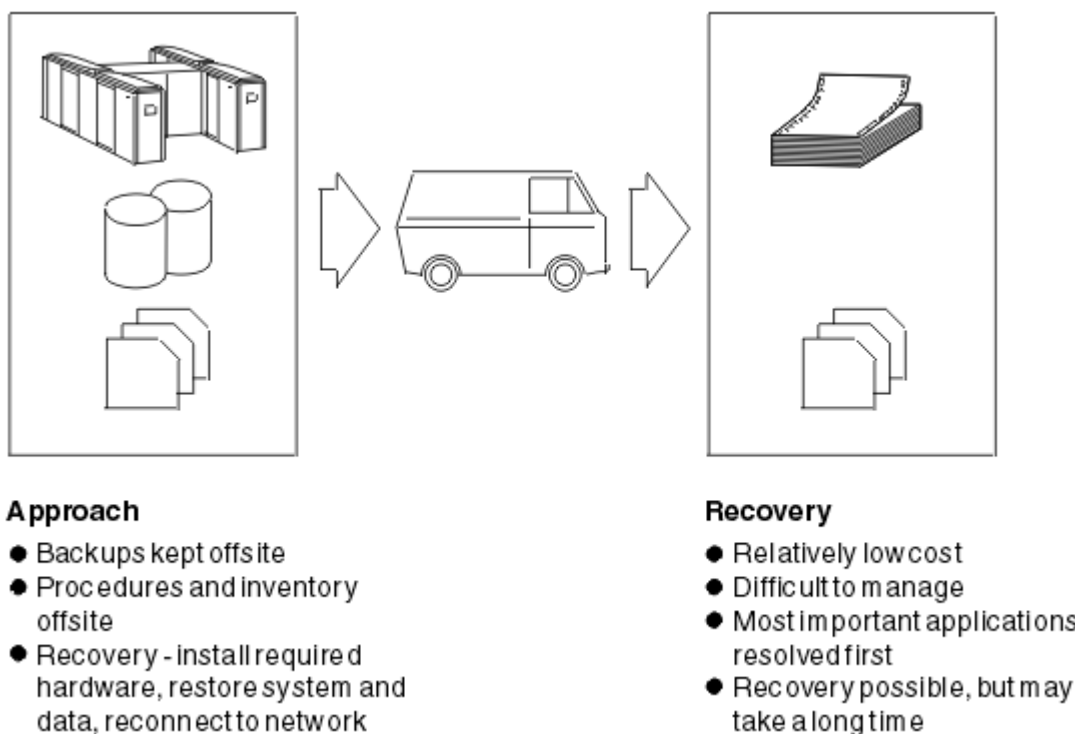 Approach
● Backups kept offsite
● Procedures and inventory
offsite
● Recovery - install required
hardware, restore system and
data, reconnect to network
Recovery
● Relatively low cost
● Difficult to manage
● Most important applications
resolved first
● Recovery possible, but may
take a long time